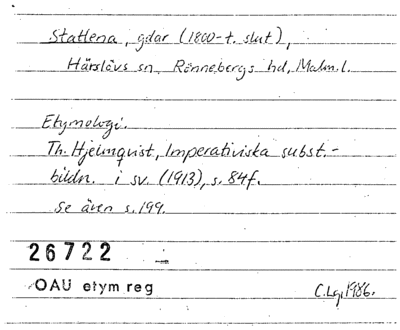 Stattena, gdar (1800-t. slut),
Härslövs sn, Rönnebergs hd, Malm. l.
Etymologi.
Th. Hjelmqvist, Imperativiska subst.-
bildn. i sv. (1913), s. 84f.
Se även s. 199.
26722
OAU etym reg
C. Lg. 1986.